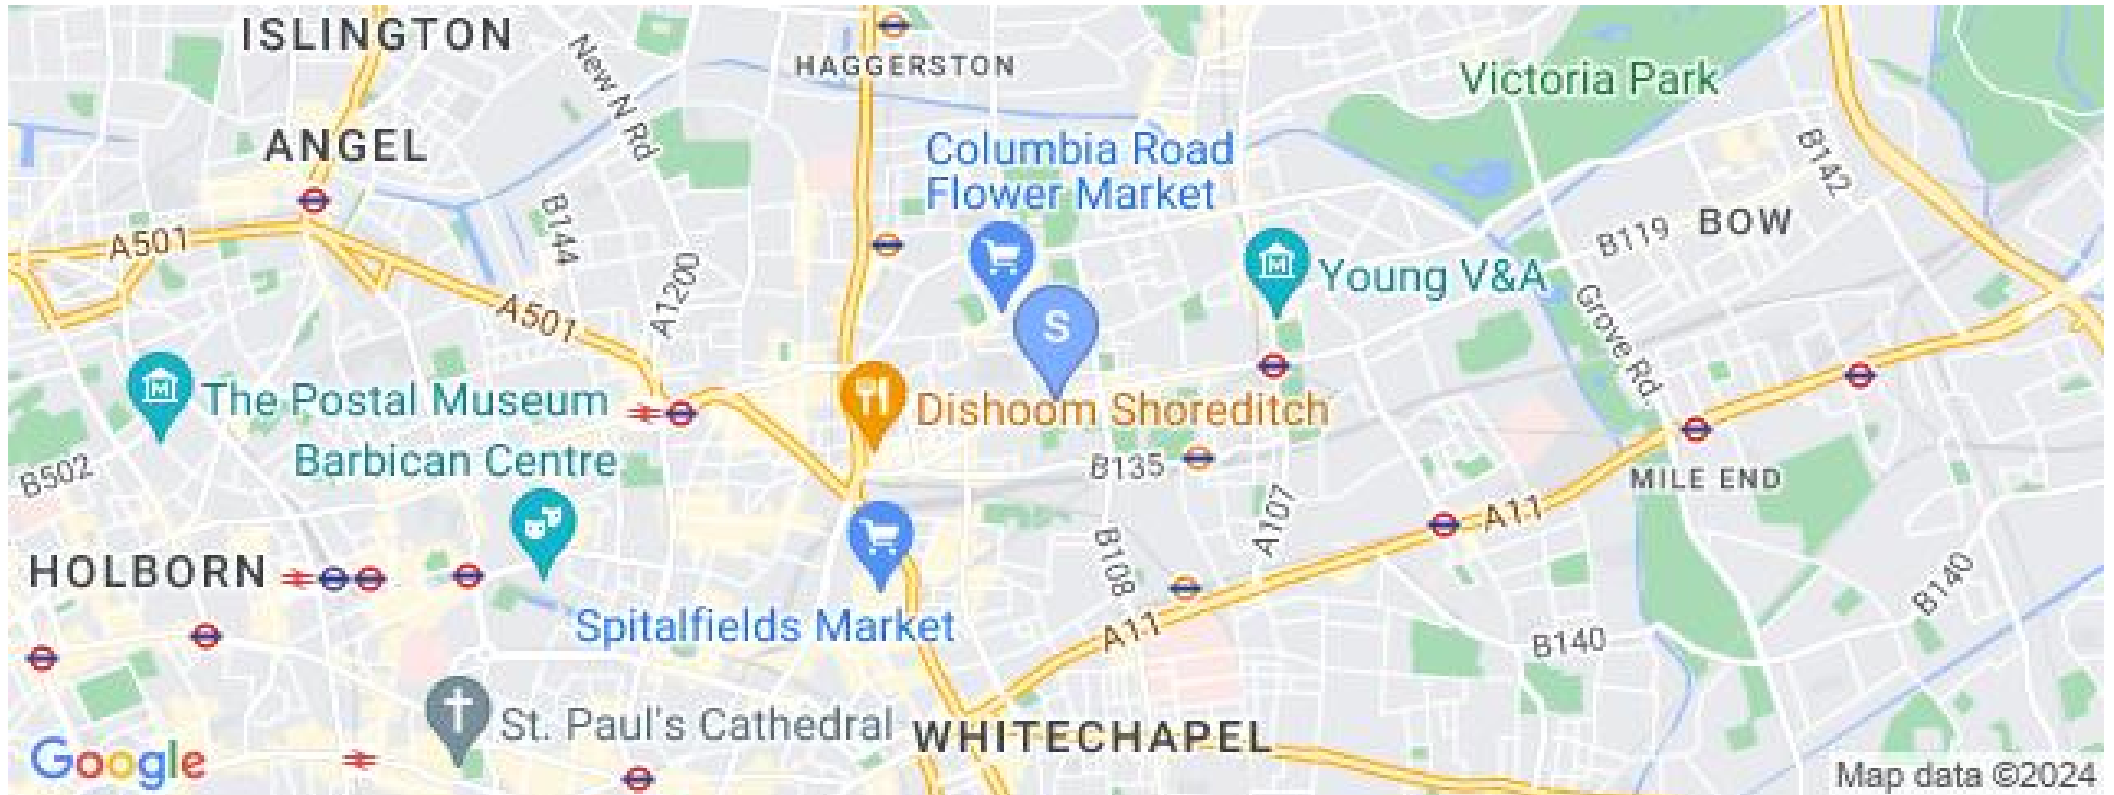 ISLINGTON
New N Rd
HAGGERSTON
Victoria Park
ANGEL
Columbia Road
Flower Market
B142
B144
A501
B119
BOW
A1200
Young V&A
A501
Grove Rd.
S
The Postal Museum
Dishoom Shoreditch
Barbican Centre
B135
B502
MILE END
A107
A11
B108
HOLBORN
B140
Spitalfields Market
A11
B140
St. Paul's Cathedral
WHITECHAPEL
Google
Map data ©2024